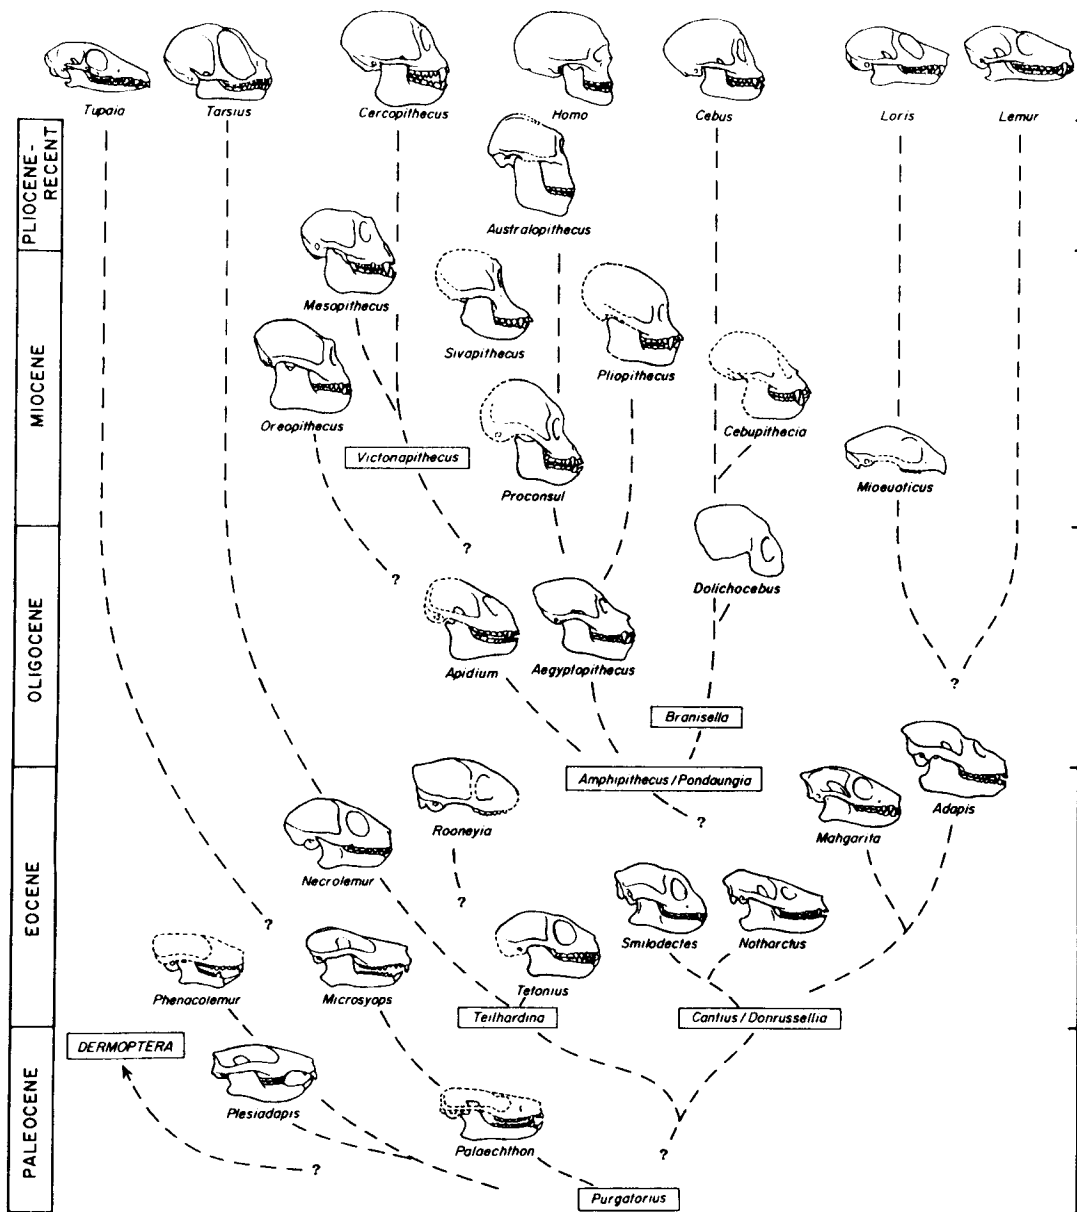 Tupaia
Tarsius
Cercopithecus
Homo
Cebus
Loris
Lemur
PLIOCENE-
RECENT
Australopithecus
Mesopithecus
Sivapithecus
Pliopithecus
MIOCENE
Oreopithecus
Cebupithecia
Victoriapithecus
Proconsul
Mioeuoticus
?
?
Dolichocebus
OLIGOCENE
Apidium
Aegyptopithecus
?
Branisella
Amphipithecus / Pondaungia
Rooneyia
?
Mahgarita
Adapis
EOCENE
Necrolemur
?
?
Smilodectes
Notharctus
Phenacolemur
Microsyops
Tetonius
Teilhardina
Cantius / Donrussellia
DERMOPTERA
PALEOCENE
Plesiadapis
Palaechthon
?
?
?
Purgatorius